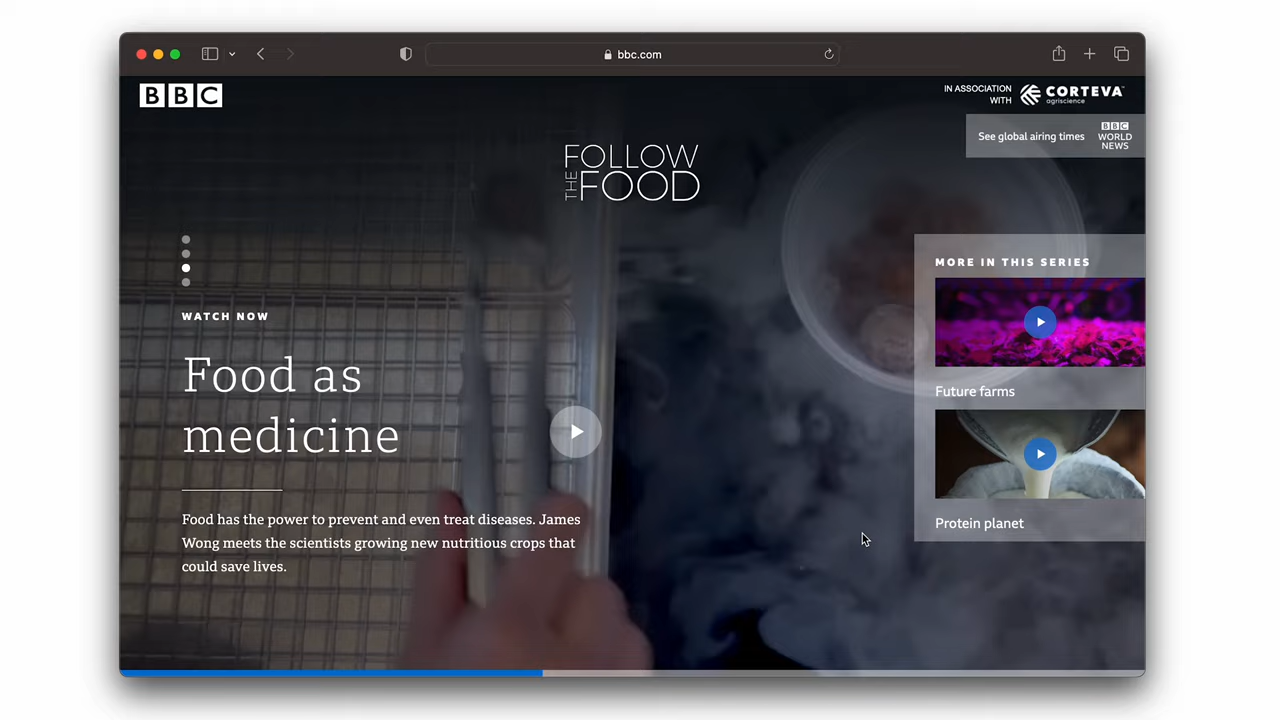 bbc.com
BBC
IN ASSOCIATION
WITH
CORTEVA™
agriscience
See global airing times
BBC
WORLD
NEWS
FOLLOW
THE
FOOD
MORE IN THIS SERIES
WATCH NOW
Food as
medicine
Future farms
Food has the power to prevent and even treat diseases. James
Wong meets the scientists growing new nutritious crops that
could save lives.
Protein planet